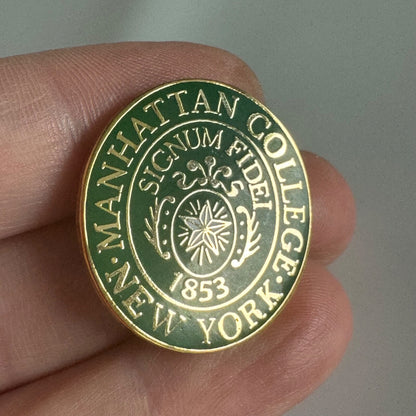 · MANHATTAN COLLEGE ·
NEW YORK
SIGNUM FIDEI
1853